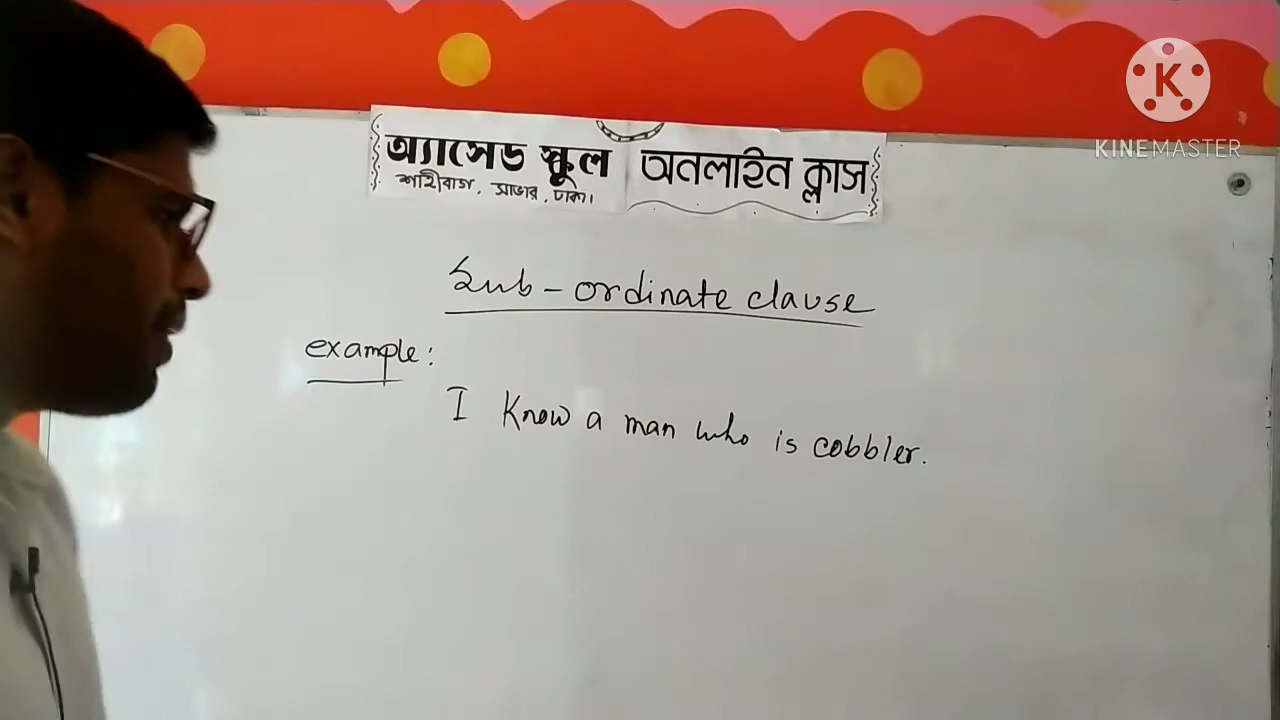 K
KINEMASTER
অ্যাসেড স্কুল
শাহীবাগ, সাভার, ঢাকা।
অনলাইন ক্লাস
Sub-ordinate clause
example:
I know a man who is cobbler.